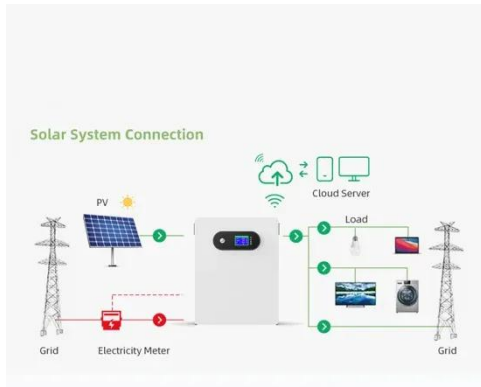 Solar System Connection
Cloud Server
PV
Load
Grid
Electricity Meter
Grid